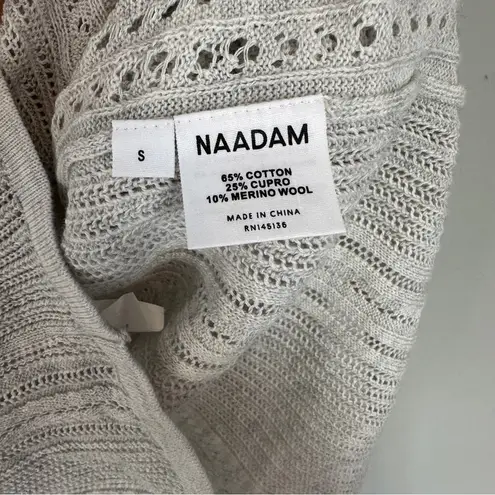 S
NAADAM
65% COTTON
25% CUPRO
10% MERINO WOOL
MADE IN CHINA
RN145136